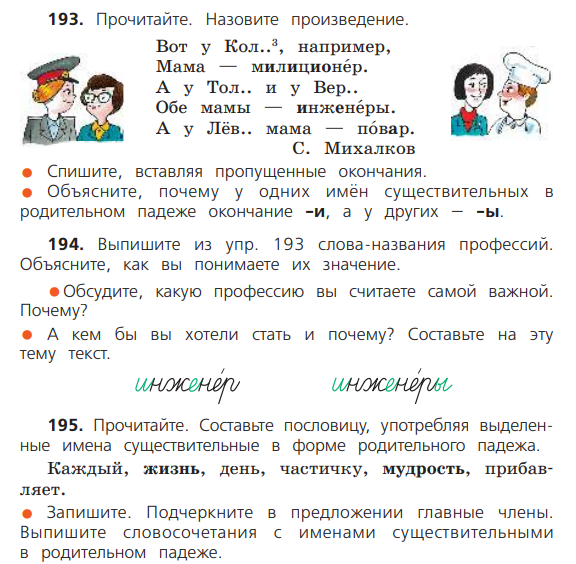 193. Прочитайте. Назовите произведение.
Вот у Кол..³, например,
Мама — милиционе́р.
А у Тол.. и у Вер..
Обе мамы — инжене́ры.
А у Лёв.. мама — по́вар.
С. Михалков
● Спишите, вставляя пропущенные окончания.
● Объясните, почему у одних имён существительных в
родительном падеже окончание –и, а у других — –ы.
194. Выпишите из упр. 193 слова-названия профессий.
Объясните, как вы понимаете их значение.
● Обсудите, какую профессию вы считаете самой важной.
Почему?
● А кем бы вы хотели стать и почему? Составьте на эту
тему текст.
инжене́р инжене́ры
195. Прочитайте. Составьте пословицу, употребляя выделен-
ные имена существительные в форме родительного падежа.
Каждый, жизнь, день, частичку, мудрость, прибав-
ляет.
● Запишите. Подчеркните в предложении главные члены.
Выпишите словосочетания с именами существительными
в родительном падеже.